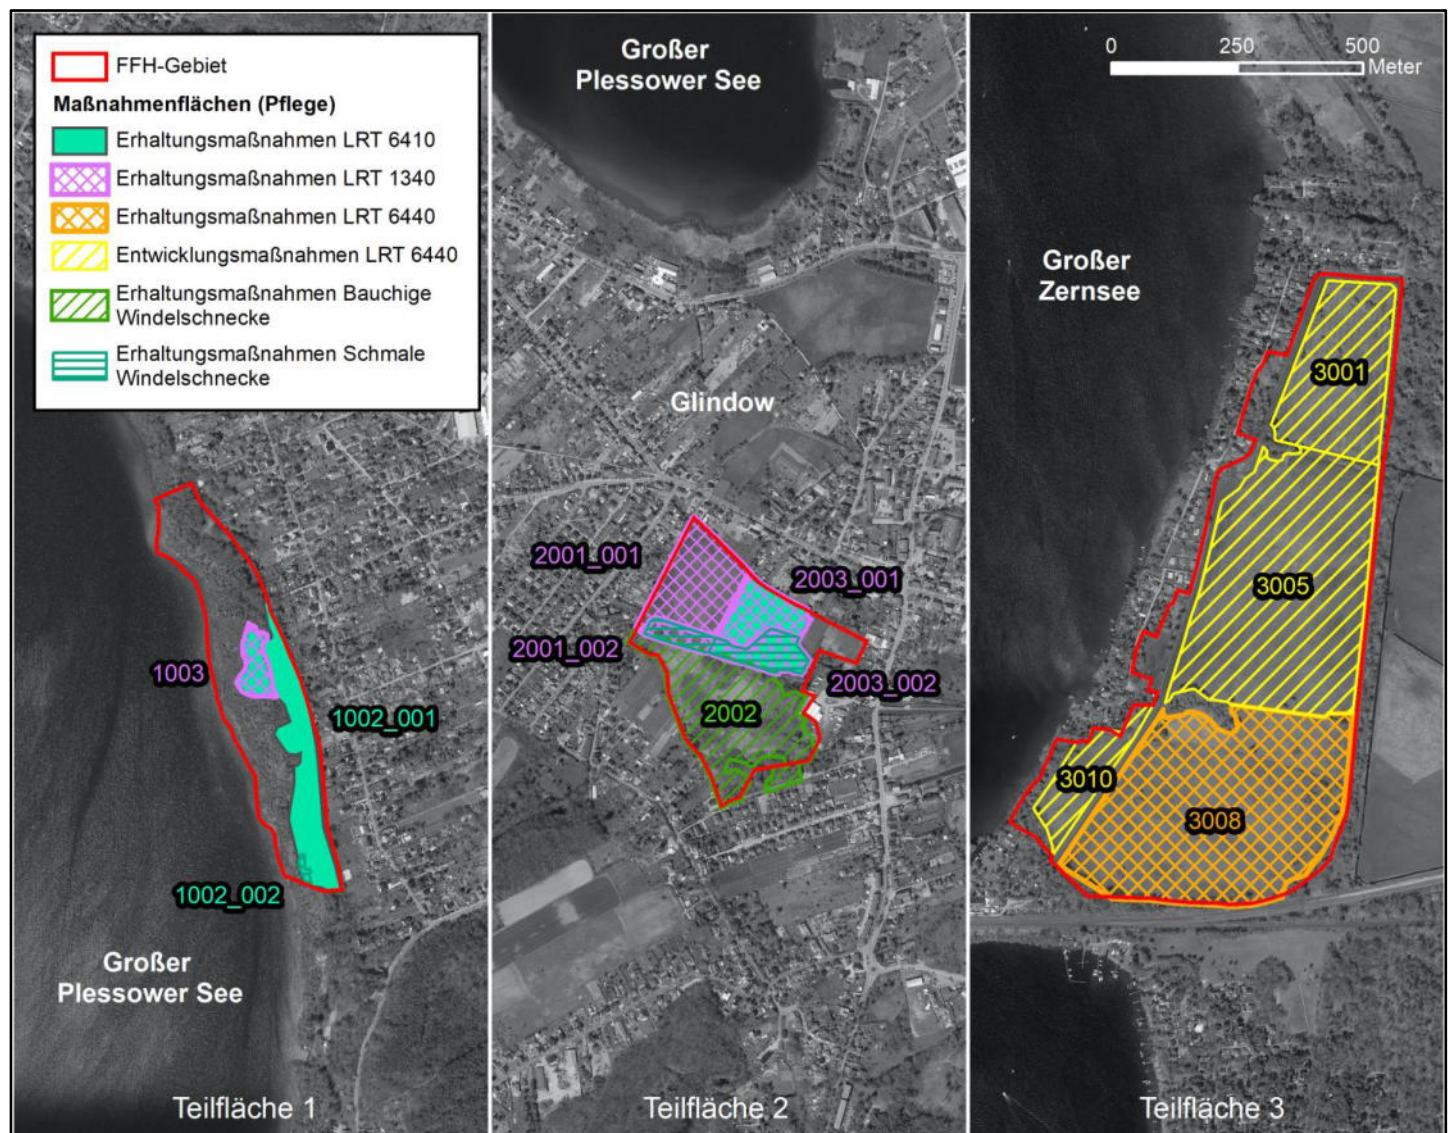 FFH-Gebiet
Maßnahmenflächen (Pflege)
Erhaltungsmaßnahmen LRT 6410
Erhaltungsmaßnahmen LRT 1340
Erhaltungsmaßnahmen LRT 6440
Entwicklungsmaßnahmen LRT 6440
Erhaltungsmaßnahmen Bauchige
Windelschnecke
Erhaltungsmaßnahmen Schmale
Windelschnecke
1003
1002_001
1002_002
Großer
Plessower See
Teilfläche 1
Großer
Plessower See
Glindow
2001_001
2003_001
2001_002
2003_002
2002
Teilfläche 2
0 250 500
Meter
Großer
Zernsee
3001
3005
3010
3008
Teilfläche 3